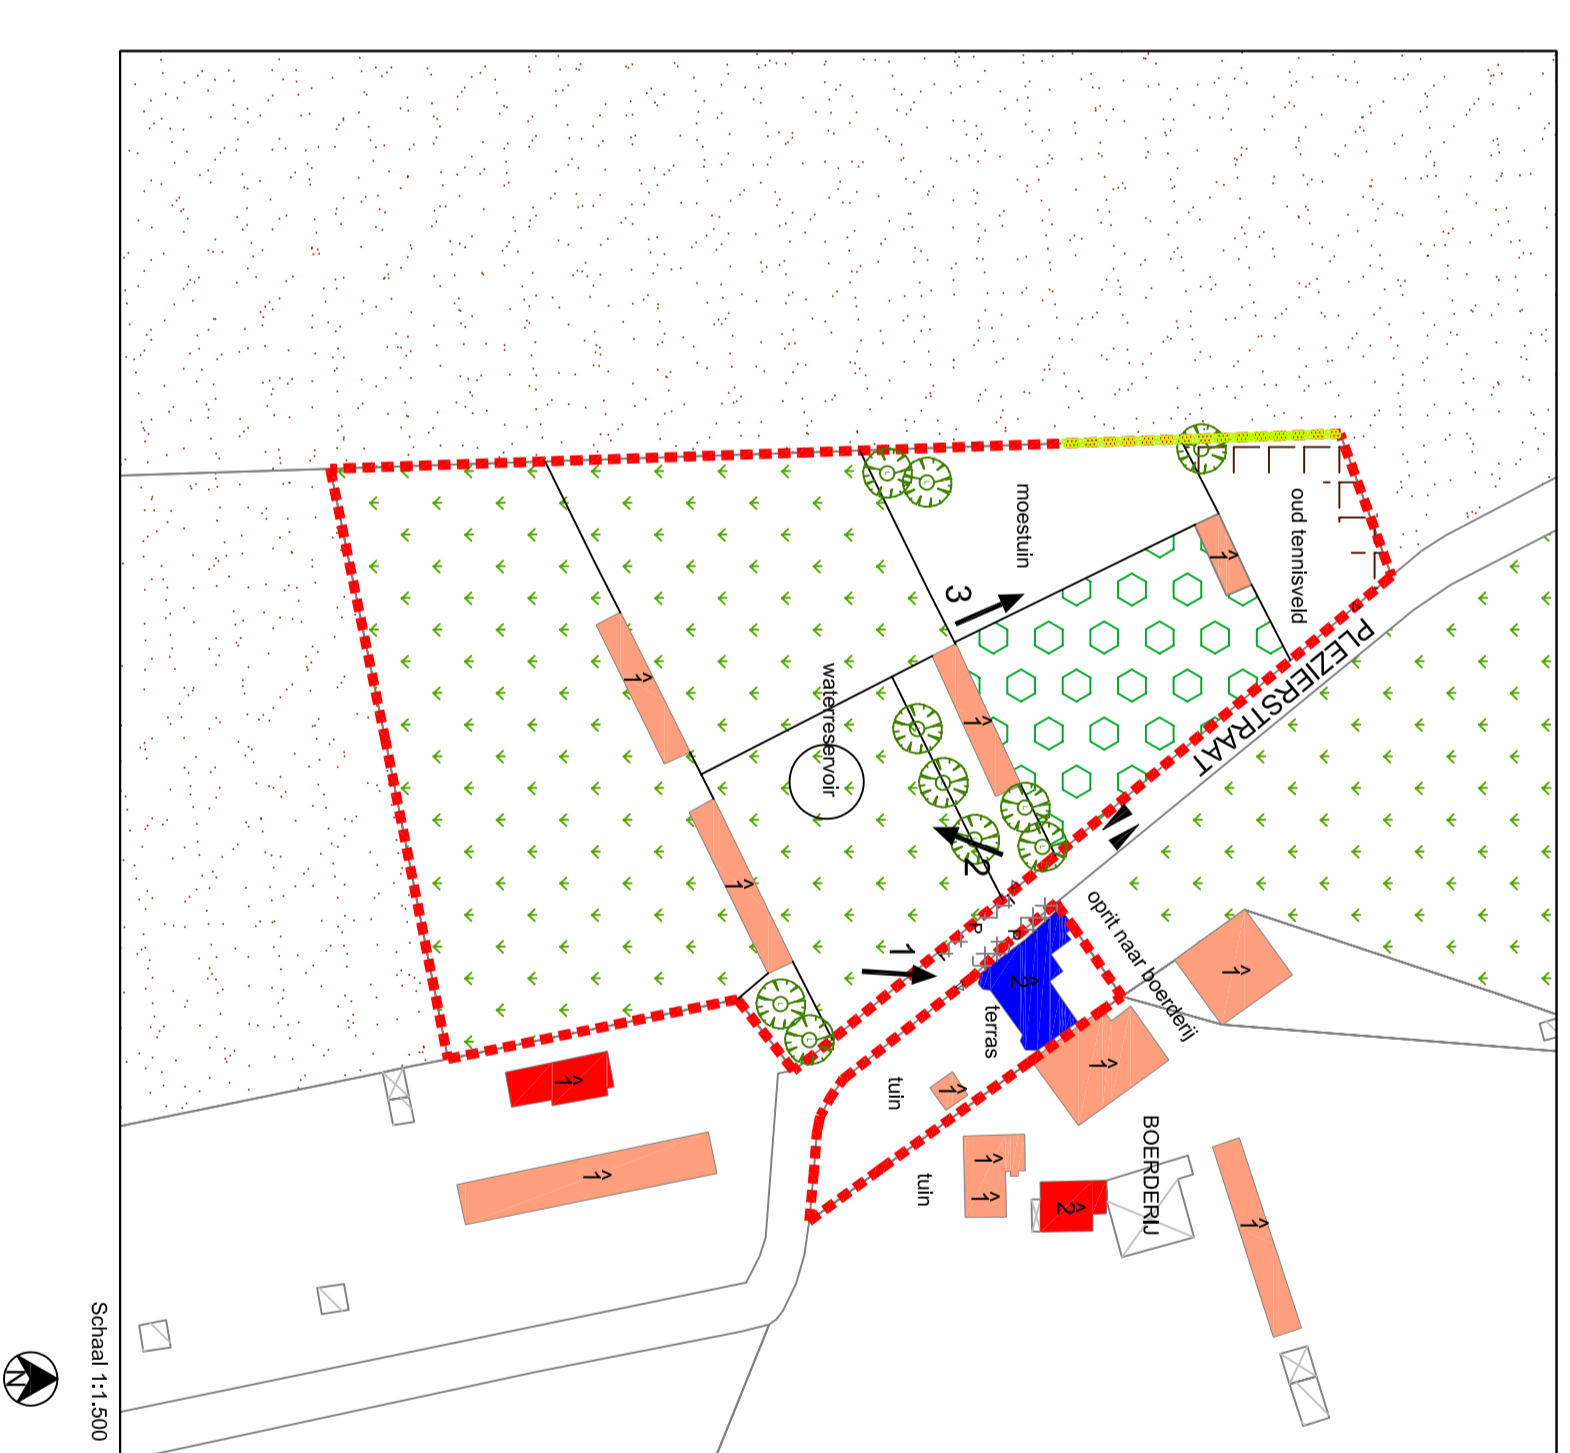 PLEZIERSTRAAT
oud tennisveld
1^
moestuin
3
1^
waterreservoir
1^
2
1^
1
P
P
2^
terras
oprit naar boerderij
1^
1^
tuin
1^
tuin
BOERDERIJ
1^
1^
2^
1^
1^
1^
Schaal 1:1.500
N